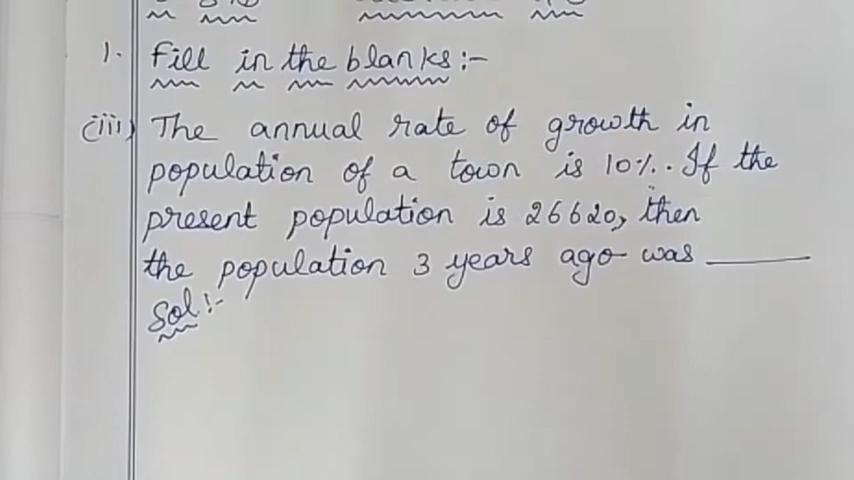 1. Fill in the blanks:-
(iii) The annual rate of growth in
population of a town is 10%. If the
present population is 26620, then
the population 3 years ago was ______
Sol:-